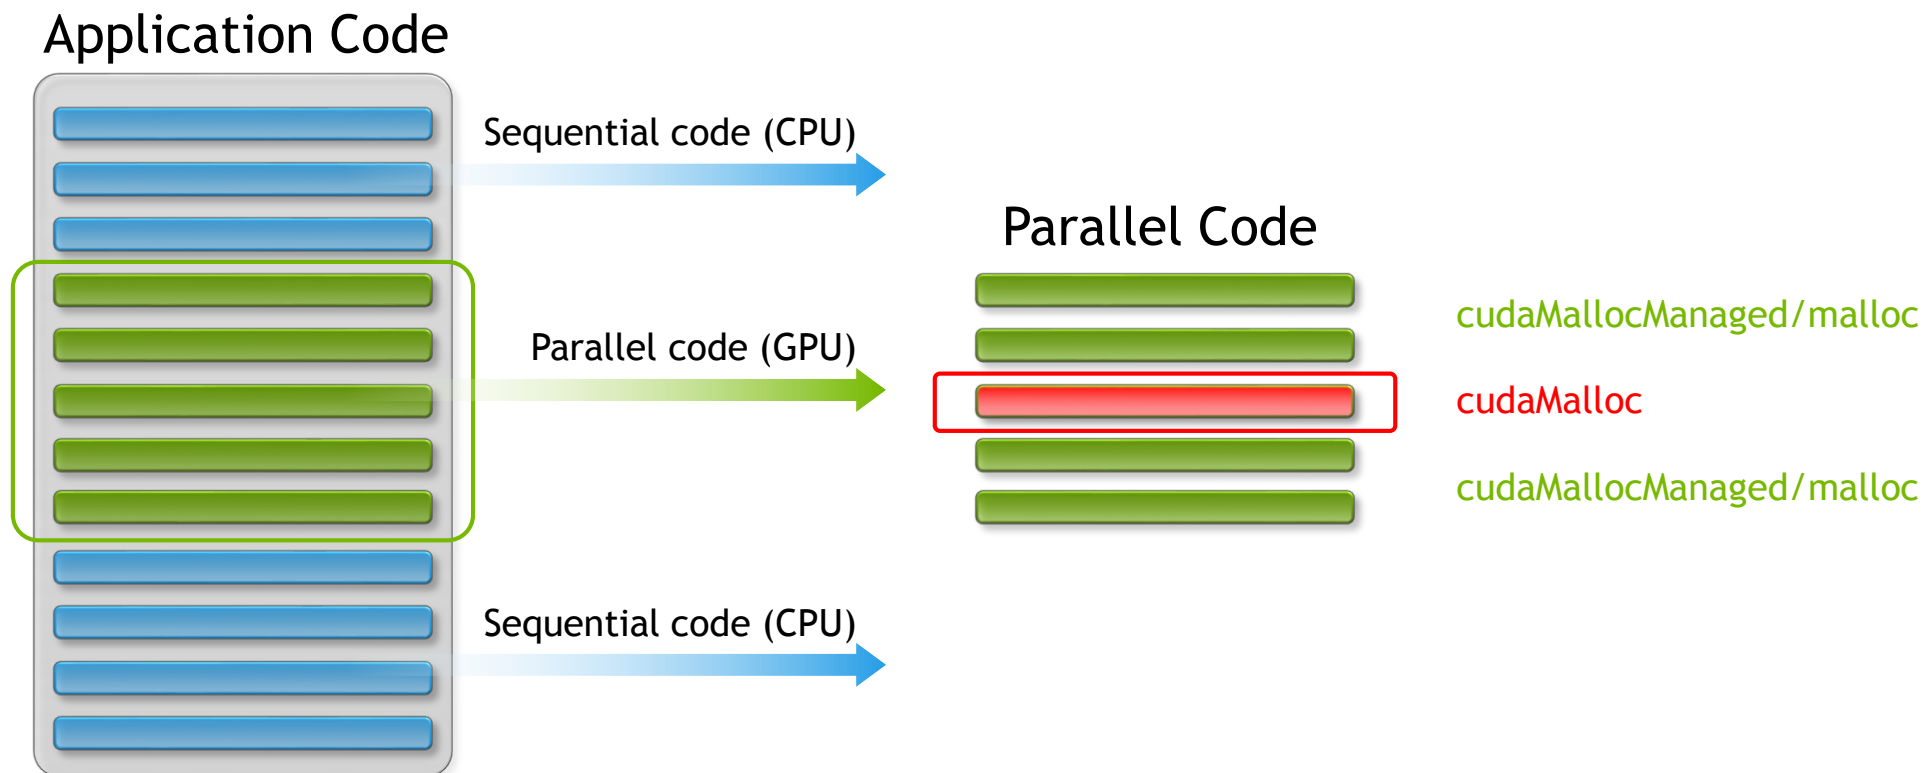 Application Code
Sequential code (CPU)
Parallel code (GPU)
Sequential code (CPU)
Parallel Code
cudaMallocManaged/malloc
cudaMalloc
cudaMallocManaged/malloc